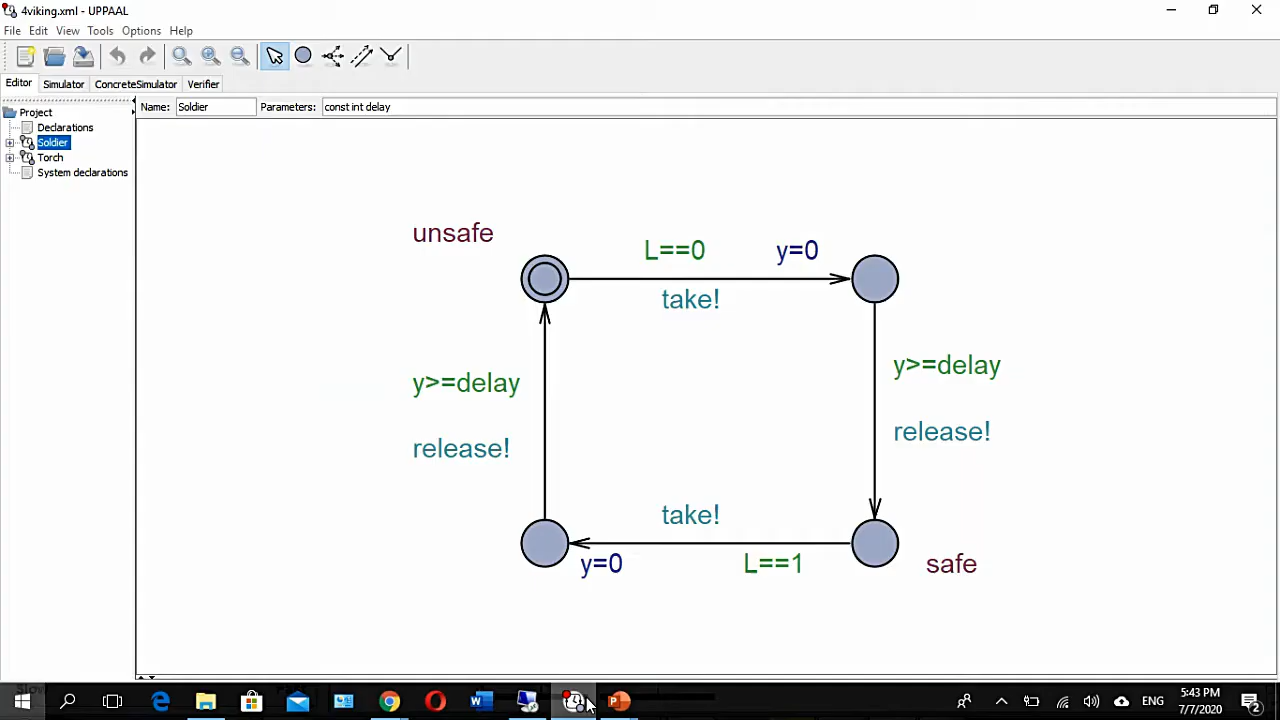 4viking.xml - UPPAAL
File Edit View Tools Options Help
Editor Simulator ConcreteSimulator Verifier
Project
Declarations
Soldier
Torch
System declarations
Name: Soldier Parameters: const int delay
unsafe
L==0 y=0
take!
y>=delay
release!
y>=delay
release!
take!
y=0 L==1
safe
ENG
5:43 PM
7/7/2020
2